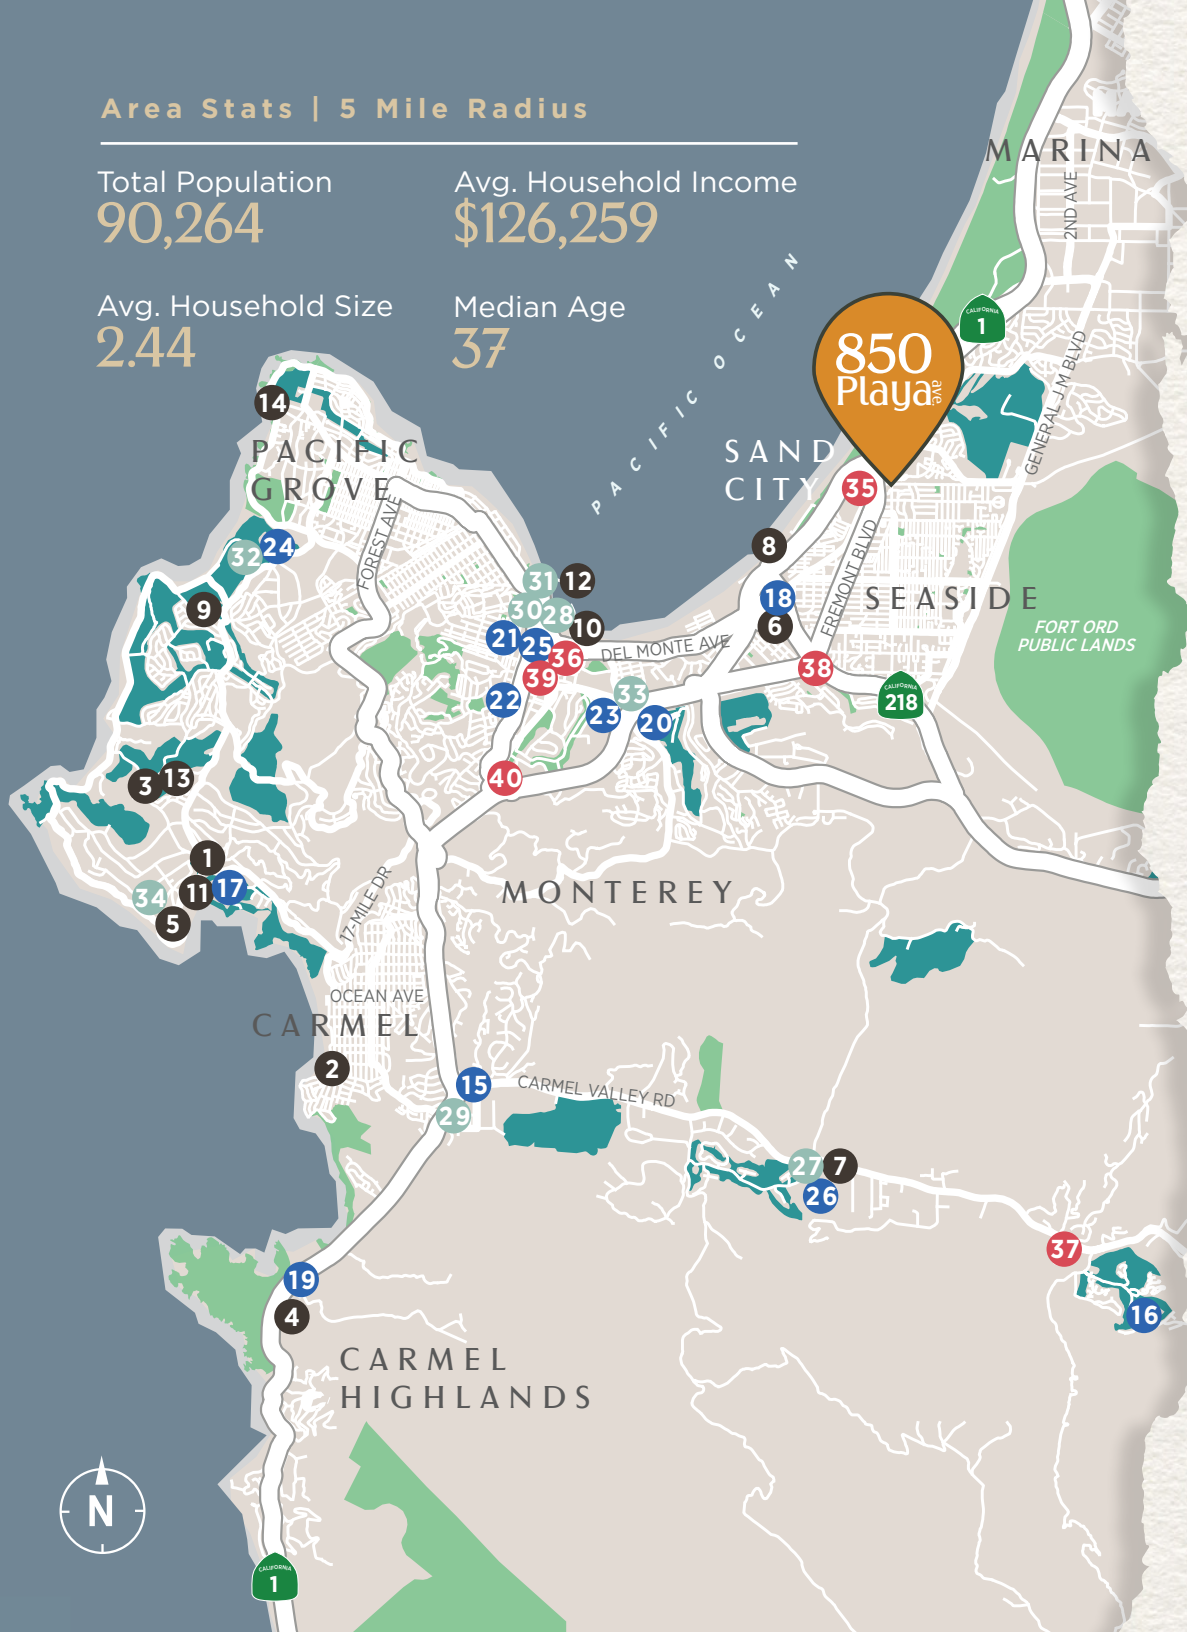 Area Stats | 5 Mile Radius
Total Population
90,264
Avg. Household Income
$126,259
Avg. Household Size
2.44
Median Age
37
PACIFIC OCEAN
MARINA
2ND AVE
CALIFORNIA
1
850
Playa ave.
GENERAL J M BLVD
14
PACIFIC
GROVE
SAND
CITY
35
FOREST AVE
32
24
8
FREMONT BLVD
9
31
12
18
SEASIDE
30
28
10
6
FORT ORD
PUBLIC LANDS
21
25
36
DEL MONTE AVE
38
39
33
22
23
20
CALIFORNIA
218
3
13
40
1
11
17
34
5
17-MILE DR
MONTEREY
OCEAN AVE
CARMEL
2
15
CARMEL VALLEY RD
29
27
7
26
37
19
4
16
CARMEL
HIGHLANDS
N
CALIFORNIA
1